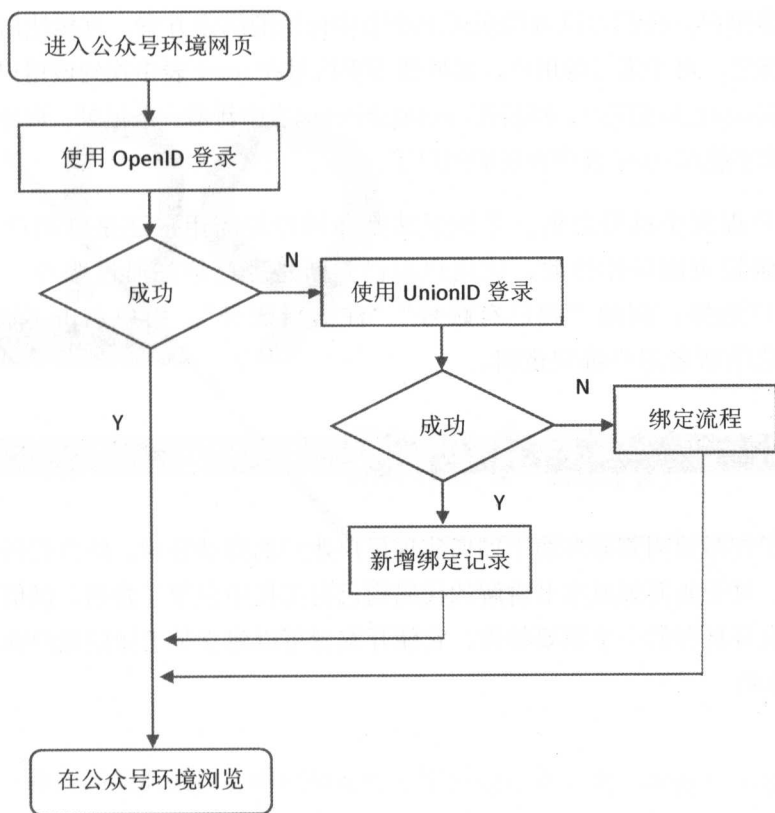 进入公众号环境网页
使用 OpenID 登录
成功
N
使用 UnionID 登录
Y
成功
N
绑定流程
Y
新增绑定记录
在公众号环境浏览